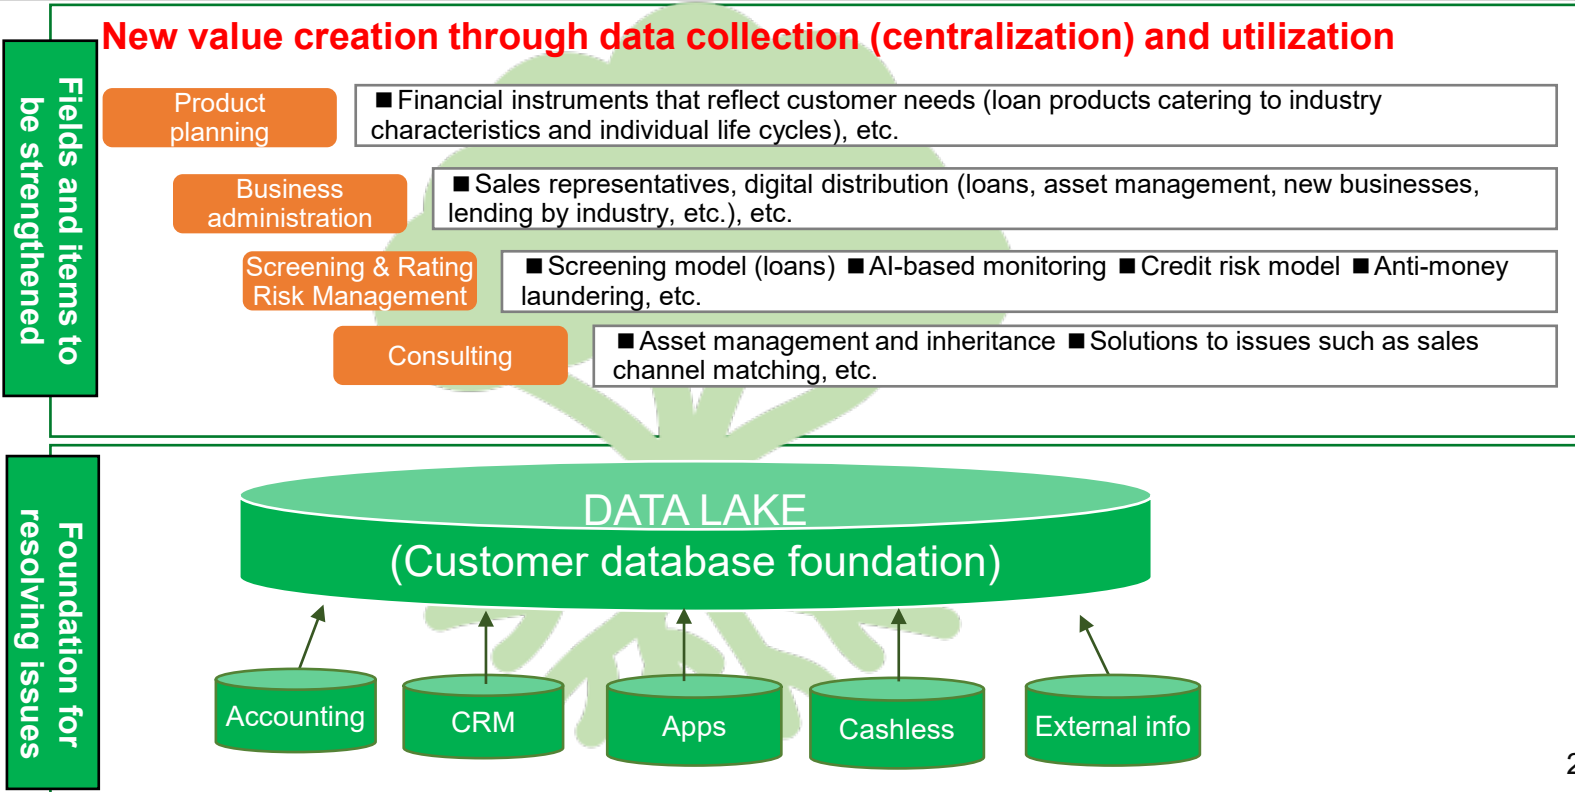 New value creation through data collection (centralization) and utilization
Fields and items to
be strengthened
Product
planning
■Financial instruments that reflect customer needs (loan products catering to industry
characteristics and individual life cycles), etc.
Business
administration
■Sales representatives, digital distribution (loans, asset management, new businesses,
lending by industry, etc.), etc.
Screening & Rating
Risk Management
■Screening model (loans) ■AI-based monitoring ■Credit risk model ■Anti-money
laundering, etc.
Consulting
■Asset management and inheritance ■Solutions to issues such as sales
channel matching, etc.
Foundation for
resolving issues
DATA LAKE
(Customer database foundation)
Accounting
CRM
Apps
Cashless
External info
2